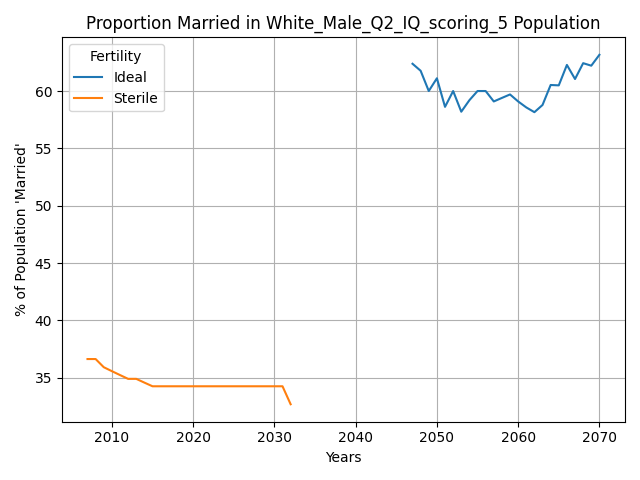 Proportion Married in White_Male_Q2_IQ_scoring_5 Population
Fertility
Ideal
Sterile
% of Population 'Married'
60
55
50
45
40
35
2010 2020 2030 2040 2050 2060 2070
Years